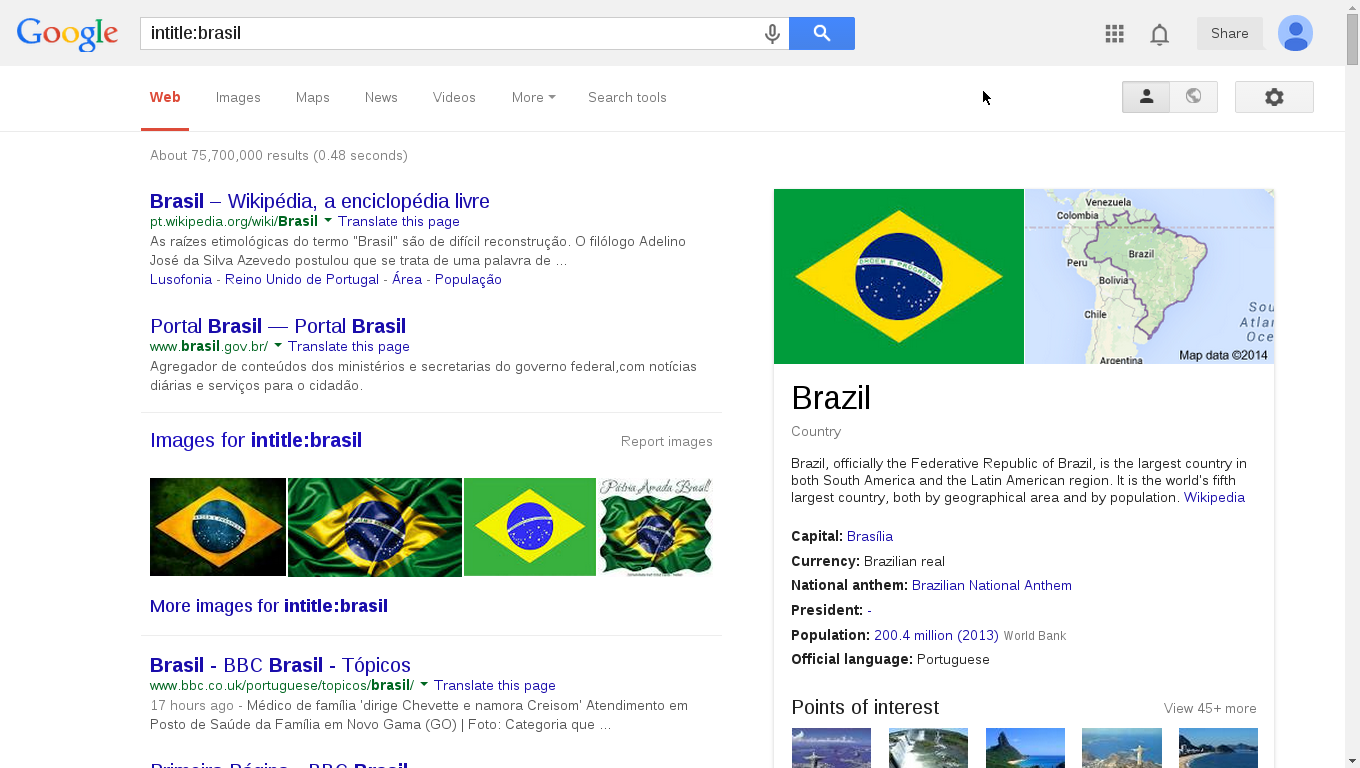 Google
intitle:brasil
Share
Web Images Maps News Videos More Search tools
About 75,700,000 results (0.48 seconds)
Brasil – Wikipédia, a enciclopédia livre
pt.wikipedia.org/wiki/Brasil Translate this page
As raízes etimológicas do termo "Brasil" são de difícil reconstrução. O filólogo Adelino
José da Silva Azevedo postulou que se trata de uma palavra de ...
Lusofonia - Reino Unido de Portugal - Área - População
Portal Brasil — Portal Brasil
www.brasil.gov.br/ Translate this page
Agregador de conteúdos dos ministérios e secretarias do governo federal,com notícias
diárias e serviços para o cidadão.
Images for intitle:brasil
Report images
ORDEM E PROGRESSO
Pátria Amada Brasil!
More images for intitle:brasil
Brasil - BBC Brasil - Tópicos
www.bbc.co.uk/portuguese/topicos/brasil/ Translate this page
17 hours ago - Médico de família 'dirige Chevette e namora Creisom' Atendimento em
Posto de Saúde da Família em Novo Gama (GO) | Foto: Categoria que ...
Primeira Página - BBC Brasil
ORDEM E PROGRESSO
Venezuela
Colombia
Brazil
Peru
Bolivia
Chile
Sou
Atlan
Oce
Argentina
Map data ©2014
Brazil
Country
Brazil, officially the Federative Republic of Brazil, is the largest country in
both South America and the Latin American region. It is the world's fifth
largest country, both by geographical area and by population. Wikipedia
Capital: Brasília
Currency: Brazilian real
National anthem: Brazilian National Anthem
President: -
Population: 200.4 million (2013) World Bank
Official language: Portuguese
Points of interest
View 45+ more